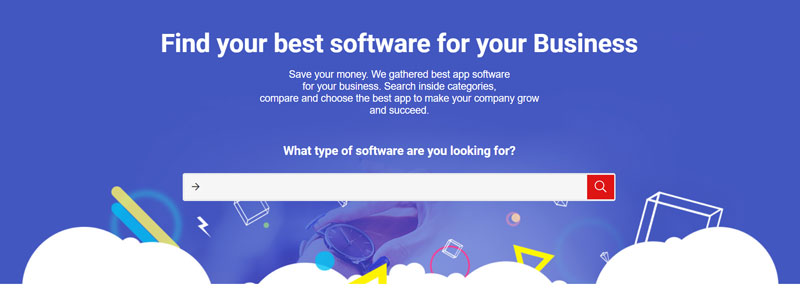 Find your best software for your Business
Save your money. We gathered best app software
for your business. Search inside categories,
compare and choose the best app to make your company grow
and succeed.
What type of software are you looking for?